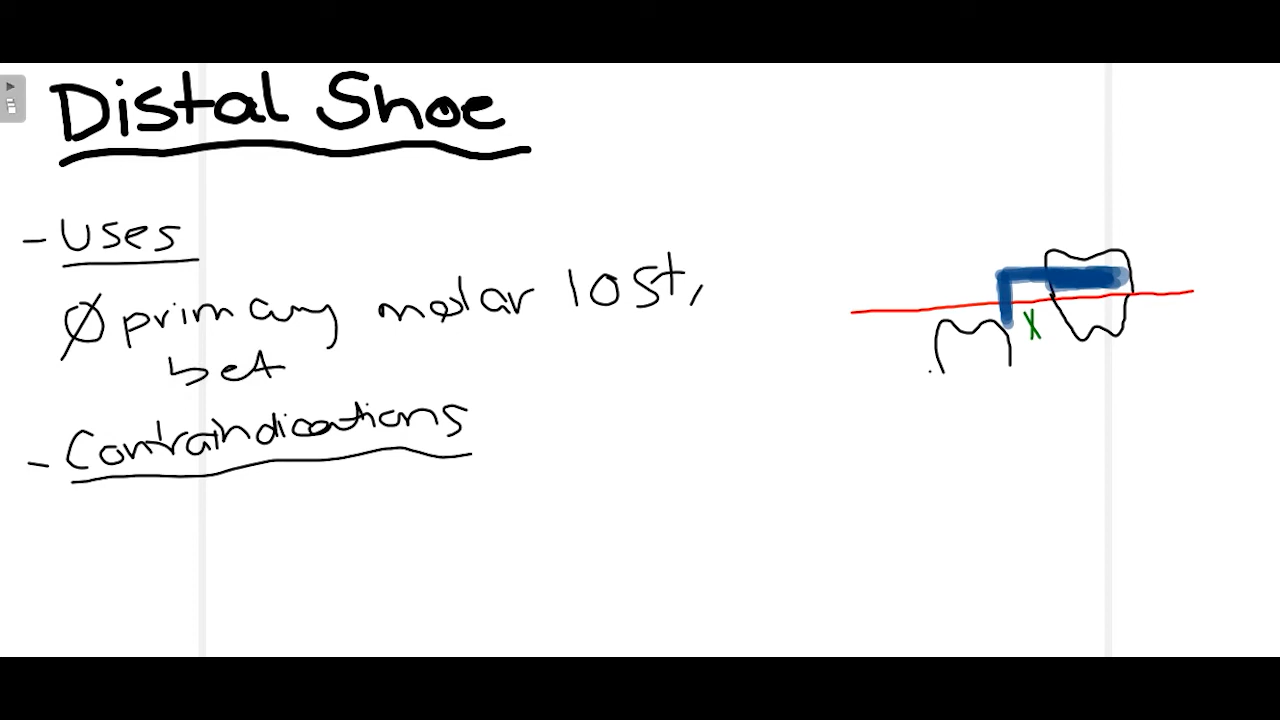 Distal Shoe
- Uses
Ø primary molar lost,
bet
- Contraindications
X